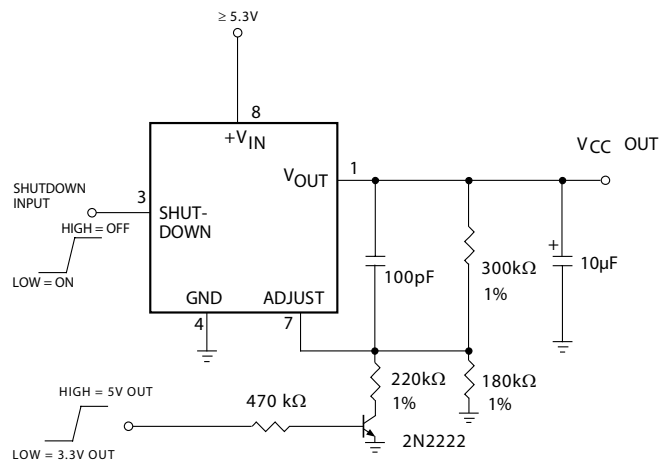 ≥ 5.3V
8
+VIN
VOUT
1
VCC OUT
SHUTDOWN
INPUT
3
SHUT-
DOWN
HIGH = OFF
LOW = ON
100pF
300kΩ
1%
+
10µF
GND
ADJUST
4
7
220kΩ
1%
180kΩ
1%
HIGH = 5V OUT
470 kΩ
2N2222
LOW = 3.3V OUT